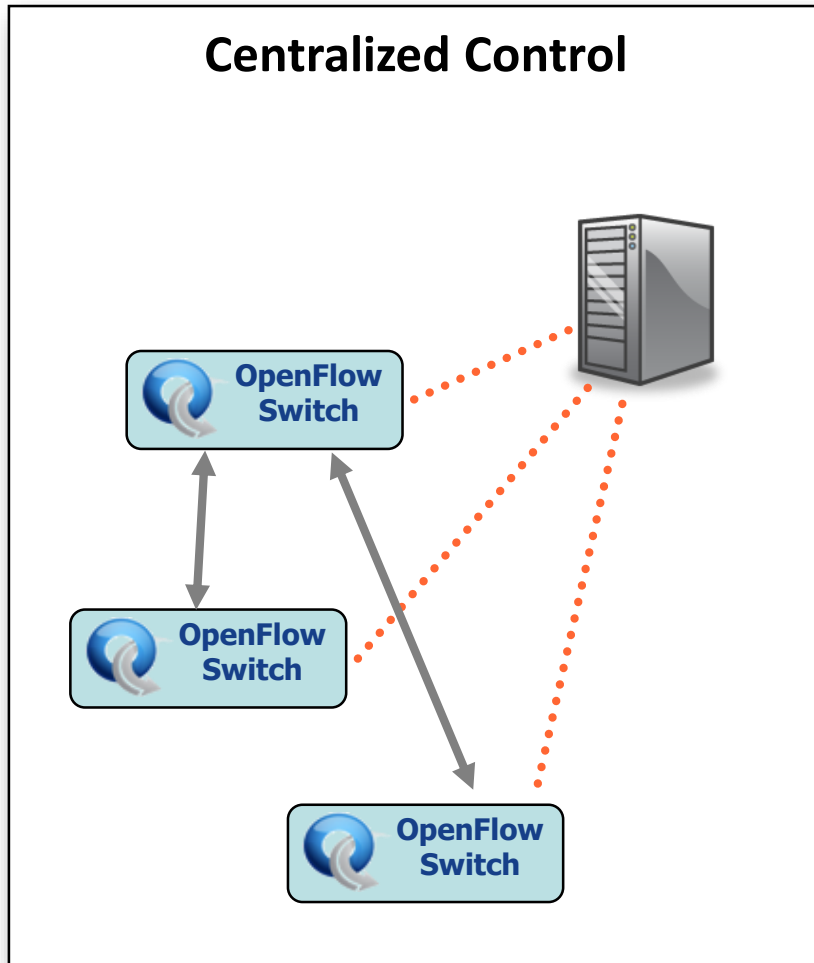 Centralized Control
OpenFlow
Switch
OpenFlow
Switch
OpenFlow
Switch